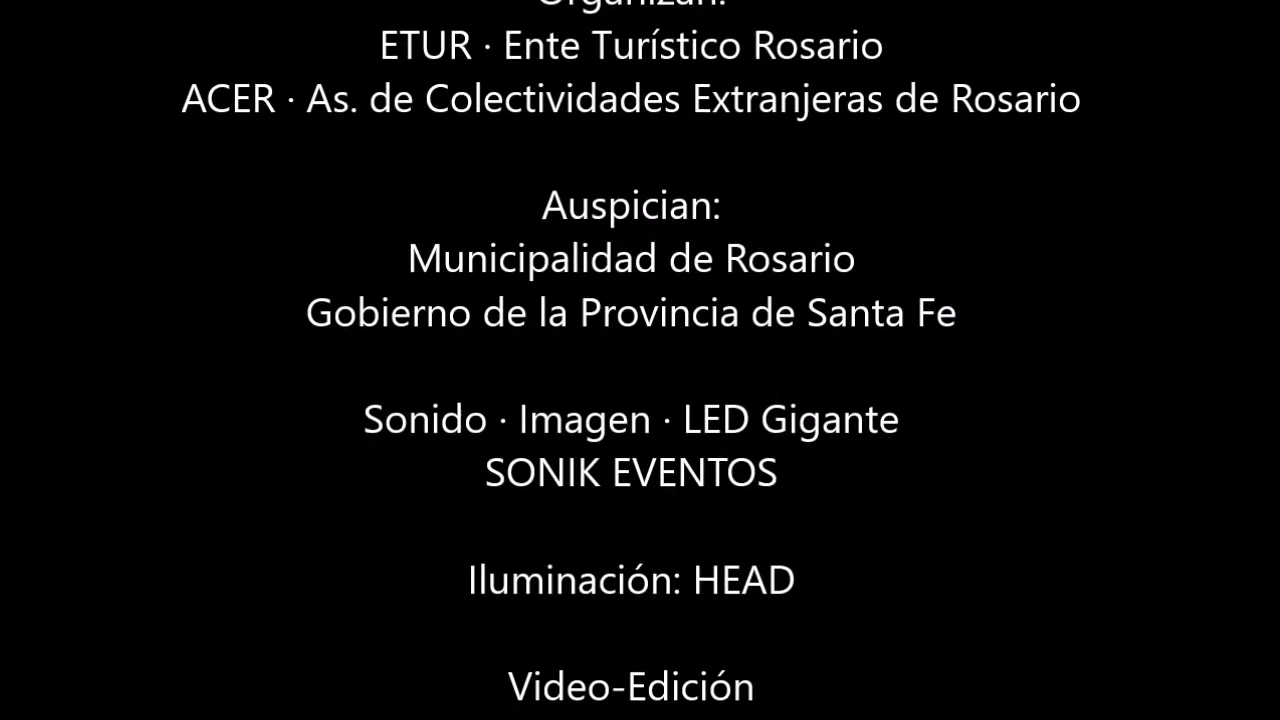 Organizan:
ETUR · Ente Turístico Rosario
ACER · As. de Colectividades Extranjeras de Rosario
Auspician:
Municipalidad de Rosario
Gobierno de la Provincia de Santa Fe
Sonido · Imagen · LED Gigante
SONIK EVENTOS
Iluminación: HEAD
Video-Edición